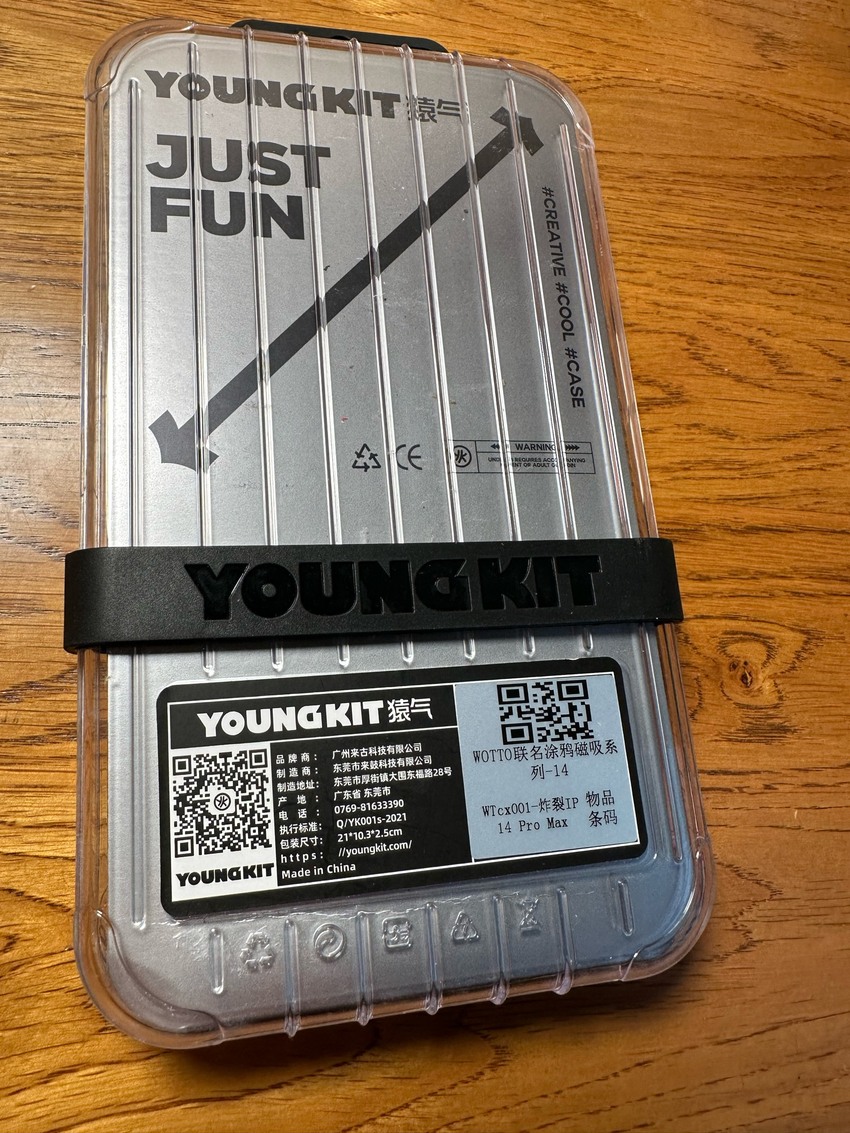 YOUNGKIT 猿气
JUST
FUN
#CREATIVE #COOL #CASE
CE
火
WARNING
YOUNGKIT
YOUNGKIT 猿气
YOUNGKIT
品牌商: 广州来古科技有限公司
制造商: 东莞市来鼓科技有限公司
制造地址: 东莞市厚街镇大围东福路28号
产地: 广东省 东莞市
电话: 0769-81633390
执行标准: Q/YK001s-2021
包装尺寸: 21*10.3*2.5cm
https: //youngkit.com/
Made in China
WOTTO联名涂鸦磁吸系
列-14
WTcx001-炸裂IP 物品
14 Pro Max 条码